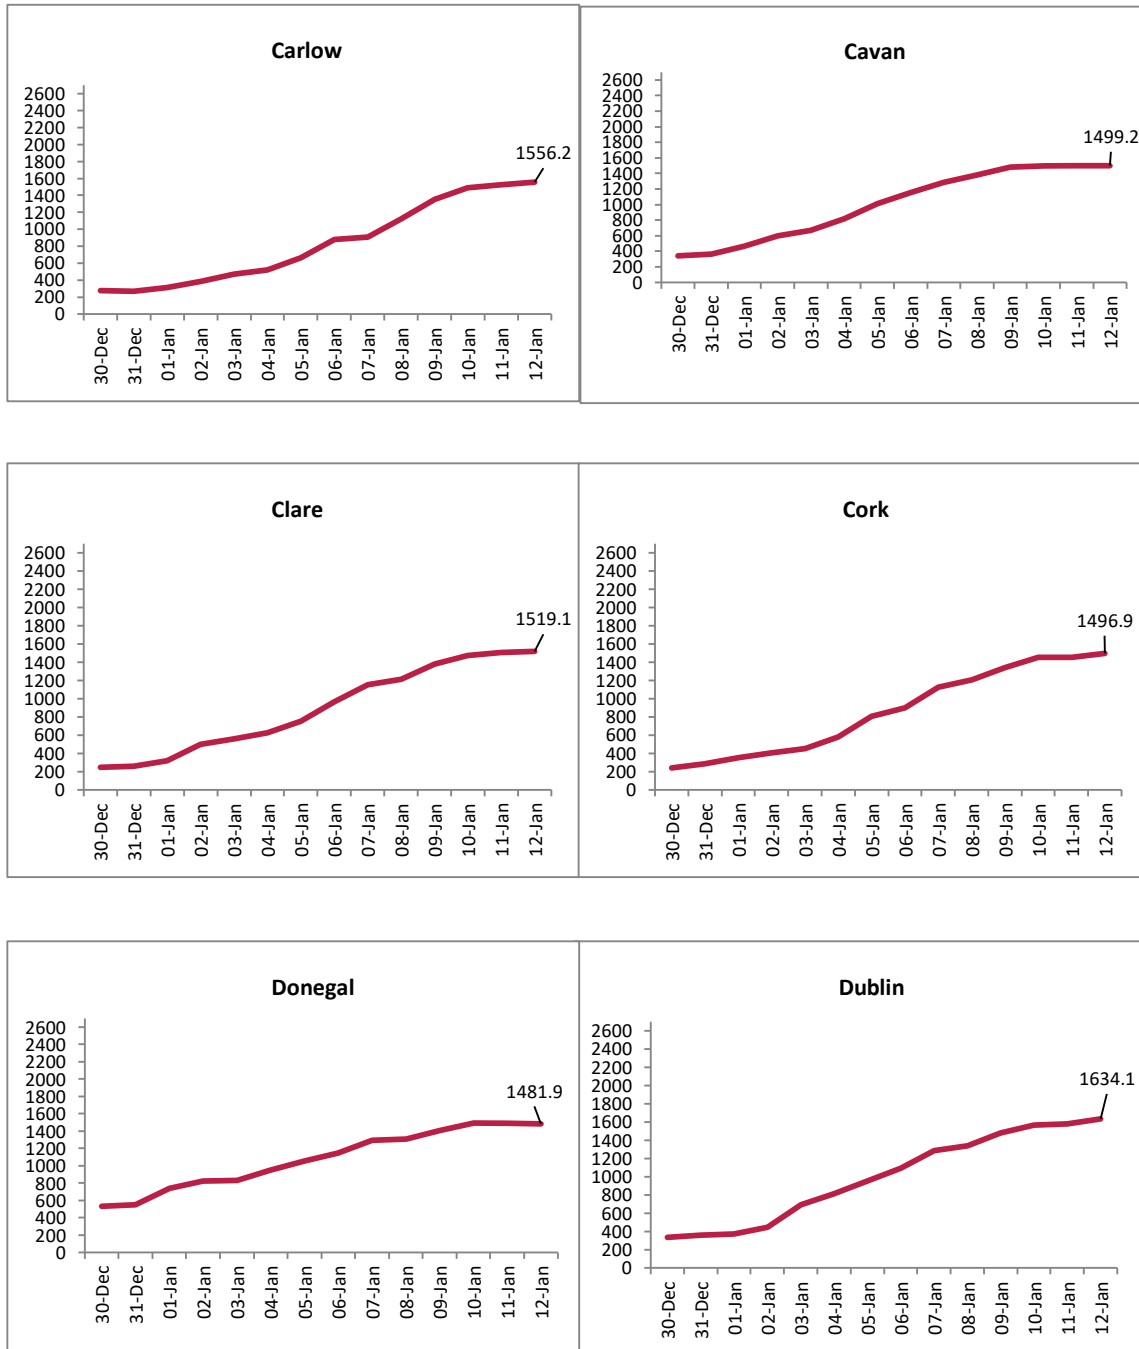 Carlow
2600
2400
2200
2000
1800
1600
1400
1200
1000
800
600
400
200
0
1556.2
30-Dec
31-Dec
01-Jan
02-Jan
03-Jan
04-Jan
05-Jan
06-Jan
07-Jan
08-Jan
09-Jan
10-Jan
11-Jan
12-Jan
Cavan
2600
2400
2200
2000
1800
1600
1400
1200
1000
800
600
400
200
0
1499.2
30-Dec
31-Dec
01-Jan
02-Jan
03-Jan
04-Jan
05-Jan
06-Jan
07-Jan
08-Jan
09-Jan
10-Jan
11-Jan
12-Jan
Clare
2600
2400
2200
2000
1800
1600
1400
1200
1000
800
600
400
200
0
1519.1
30-Dec
31-Dec
01-Jan
02-Jan
03-Jan
04-Jan
05-Jan
06-Jan
07-Jan
08-Jan
09-Jan
10-Jan
11-Jan
12-Jan
Cork
2600
2400
2200
2000
1800
1600
1400
1200
1000
800
600
400
200
0
1496.9
30-Dec
31-Dec
01-Jan
02-Jan
03-Jan
04-Jan
05-Jan
06-Jan
07-Jan
08-Jan
09-Jan
10-Jan
11-Jan
12-Jan
Donegal
2600
2400
2200
2000
1800
1600
1400
1200
1000
800
600
400
200
0
1481.9
30-Dec
31-Dec
01-Jan
02-Jan
03-Jan
04-Jan
05-Jan
06-Jan
07-Jan
08-Jan
09-Jan
10-Jan
11-Jan
12-Jan
Dublin
2600
2400
2200
2000
1800
1600
1400
1200
1000
800
600
400
200
0
1634.1
30-Dec
31-Dec
01-Jan
02-Jan
03-Jan
04-Jan
05-Jan
06-Jan
07-Jan
08-Jan
09-Jan
10-Jan
11-Jan
12-Jan